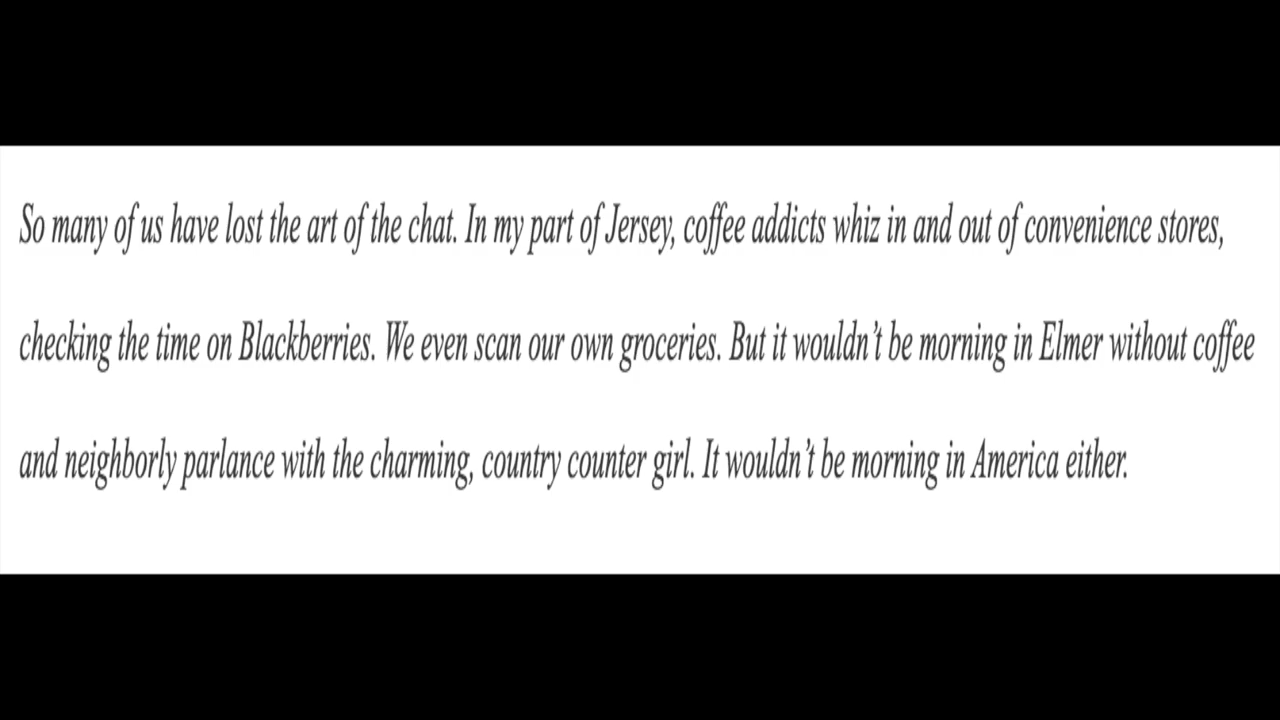 So many of us have lost the art of the chat. In my part of Jersey, coffee addicts whiz in and out of convenience stores,
checking the time on Blackberries. We even scan our own groceries. But it wouldn’t be morning in Elmer without coffee
and neighborly parlance with the charming, country counter girl. It wouldn’t be morning in America either.